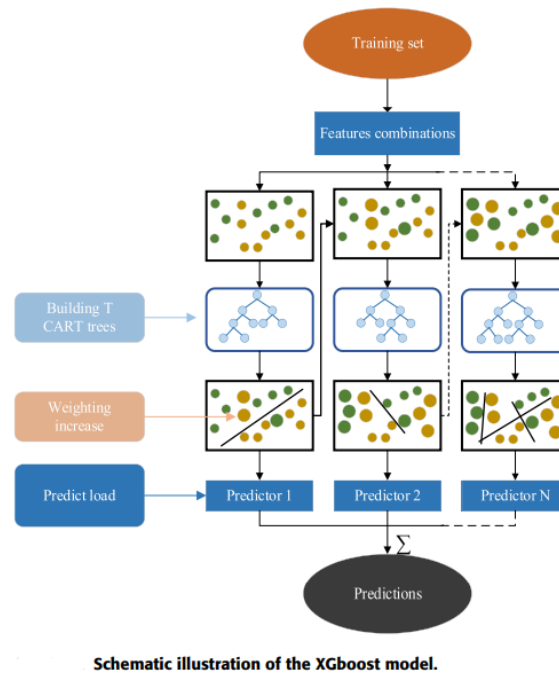 Training set
Features combinations
Building T
CART trees
Weighting
increase
Predict load
Predictor 1
Predictor 2
Predictor N
Σ
Predictions
Schematic illustration of the XGboost model.